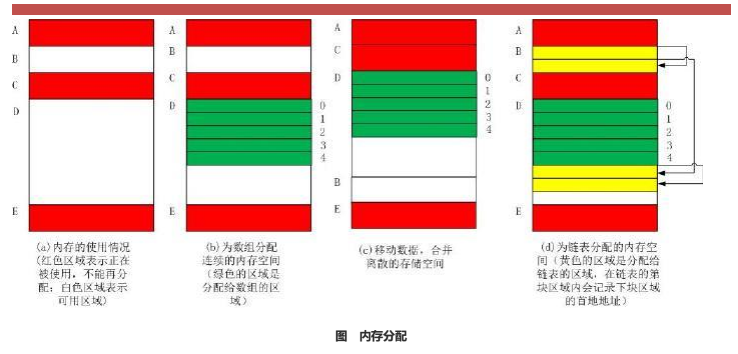 A
B
C
D
E
(a)内存的使用情况
(红色区域表示正在
被使用，不能再分
配；白色区域表示
可用区域)
A
B
C
D
E
0
1
2
3
4
(b)为数组分配
连续的内存空间
(绿色的区域是
分配给数组的区
域)
A
C
D
B
E
0
1
2
3
4
(c)移动数据，合并
离散的存储空间
A
B
C
D
E
0
1
2
3
4
(d)为链表分配的内存空
间（黄色的区域是分配给
链表的区域，在链表的第
块区域内会记录下块区域
的首地地址）
图 内存分配